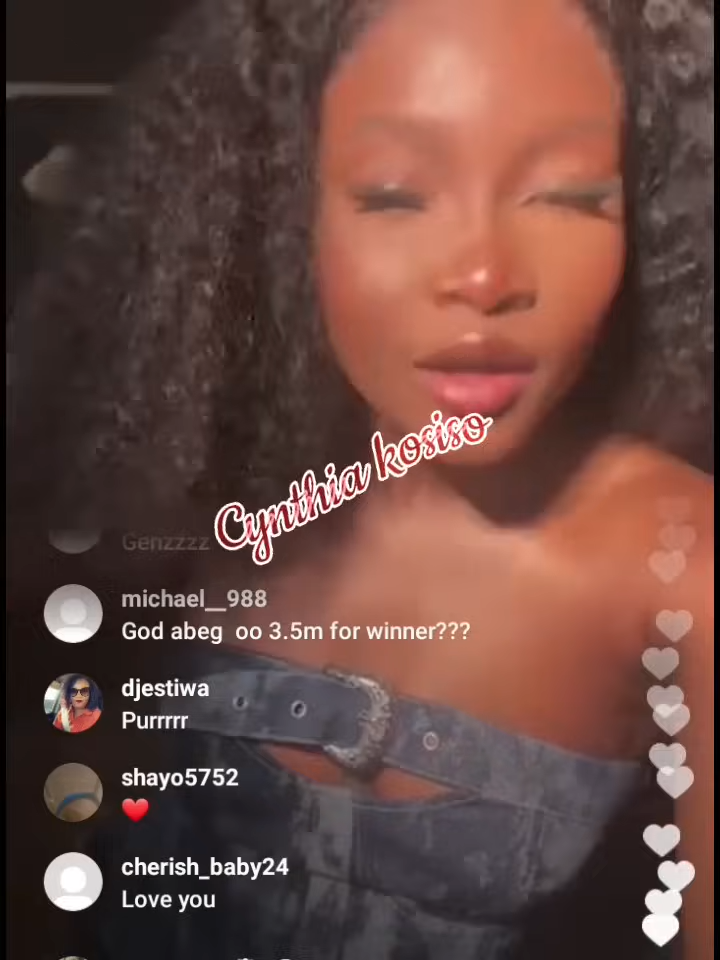 Cynthia kosiso
Genzzzz
michael__988
God abeg oo 3.5m for winner???
djestiwa
Purrrrr
shayo5752
❤️
cherish_baby24
Love you